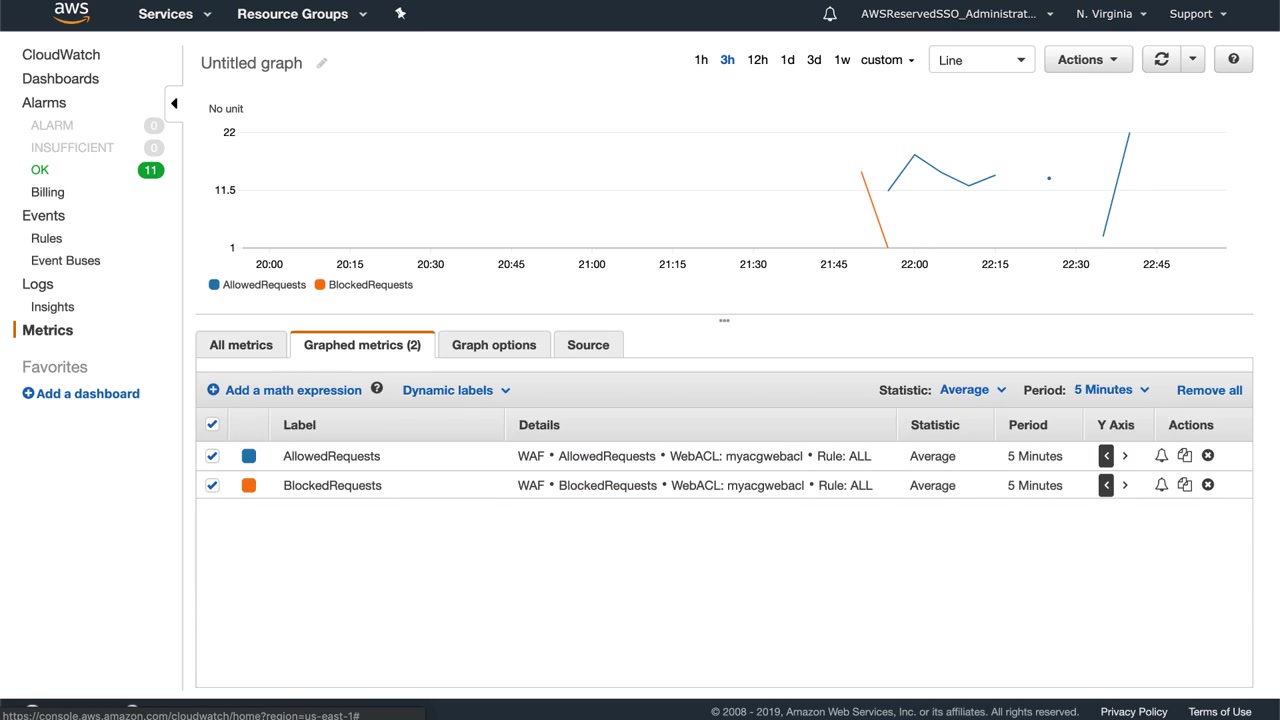 aws
Services
Resource Groups
AWSReservedSSO_Administrat...
N. Virginia
Support
CloudWatch
Dashboards
Alarms
ALARM 0
INSUFFICIENT 0
OK 11
Billing
Events
Rules
Event Buses
Logs
Insights
Metrics
Favorites
Add a dashboard
Untitled graph
1h 3h 12h 1d 3d 1w custom
Line
Actions
No unit
22
11.5
1
20:00 20:15 20:30 20:45 21:00 21:15 21:30 21:45 22:00 22:15 22:30 22:45
AllowedRequests BlockedRequests
All metrics
Graphed metrics (2)
Graph options
Source
Add a math expression
Dynamic labels
Statistic: Average
Period: 5 Minutes
Remove all
Label Details Statistic Period Y Axis Actions
AllowedRequests WAF • AllowedRequests • WebACL: myacgwebacl • Rule: ALL Average 5 Minutes < >
BlockedRequests WAF • BlockedRequests • WebACL: myacgwebacl • Rule: ALL Average 5 Minutes < >
https://console.aws.amazon.com/cloudwatch/home?region=us-east-1#
© 2008 - 2019, Amazon Web Services, Inc. or its affiliates. All rights reserved.
Privacy Policy
Terms of Use